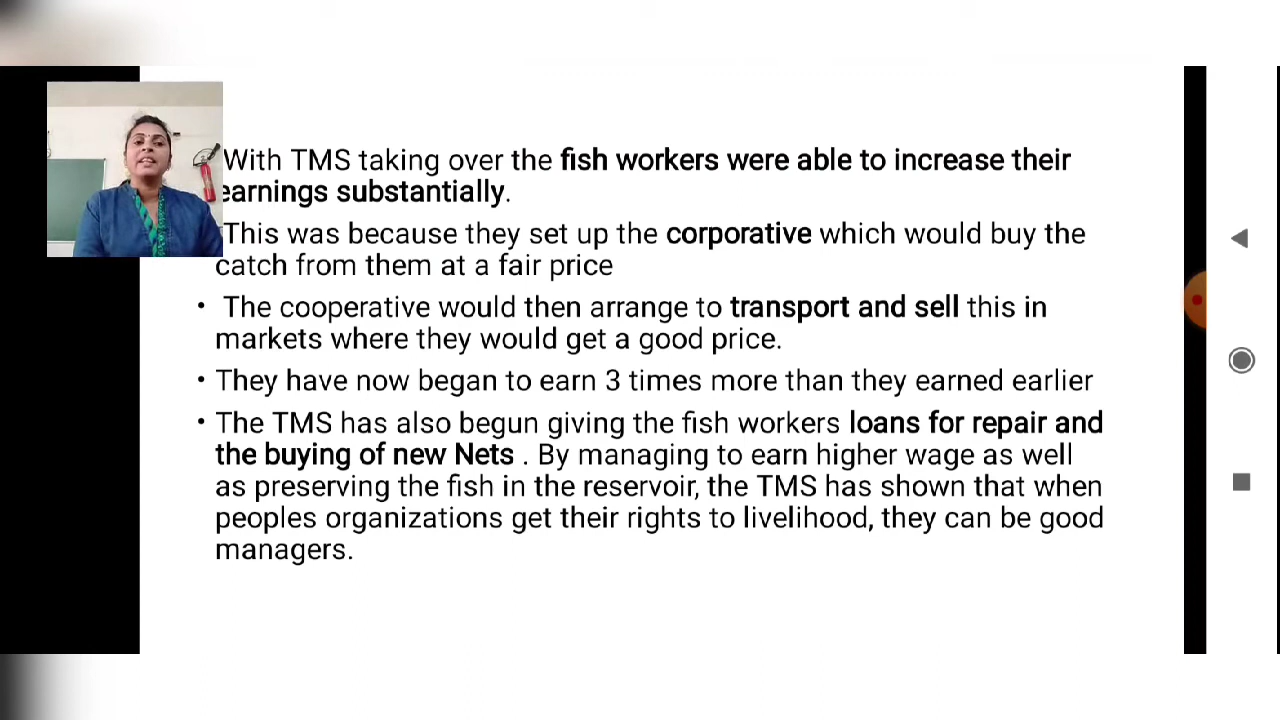 With TMS taking over the fish workers were able to increase their
earnings substantially.
This was because they set up the corporative which would buy the
catch from them at a fair price
• The cooperative would then arrange to transport and sell this in
markets where they would get a good price.
• They have now began to earn 3 times more than they earned earlier
• The TMS has also begun giving the fish workers loans for repair and
the buying of new Nets . By managing to earn higher wage as well
as preserving the fish in the reservoir, the TMS has shown that when
peoples organizations get their rights to livelihood, they can be good
managers.